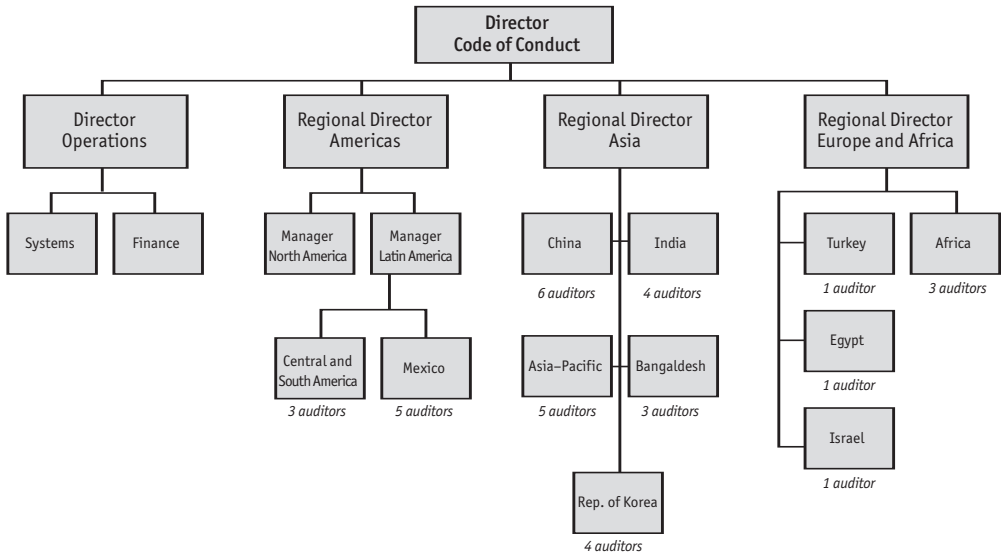 Director
Code of Conduct
Director
Operations
Regional Director
Americas
Regional Director
Asia
Regional Director
Europe and Africa
Systems
Finance
Manager
North America
Manager
Latin America
China
India
Turkey
Africa
6 auditors
4 auditors
1 auditor
3 auditors
Central and
South America
Mexico
Asia–Pacific
Bangaldesh
Egypt
3 auditors
5 auditors
5 auditors
3 auditors
1 auditor
Israel
1 auditor
Rep. of Korea
4 auditors